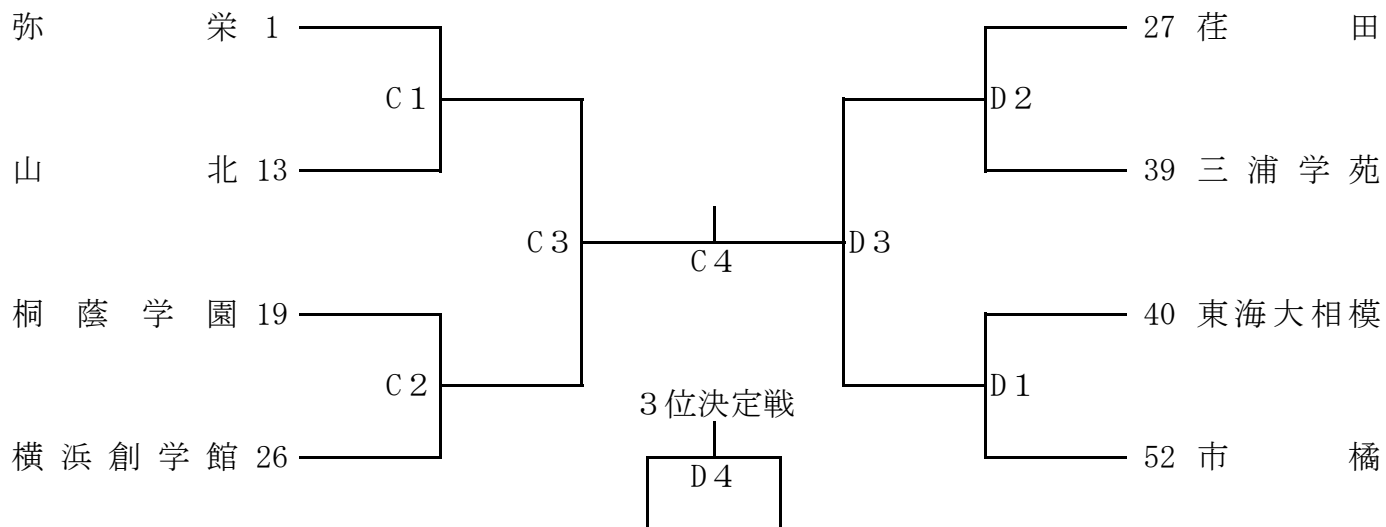 弥栄 1
27 荏田
C1
D2
山北 13
39 三浦学苑
C3
D3
C4
桐蔭学園 19
40 東海大相模
C2
D1
3位決定戦
横浜創学館 26
D4
52 市橘